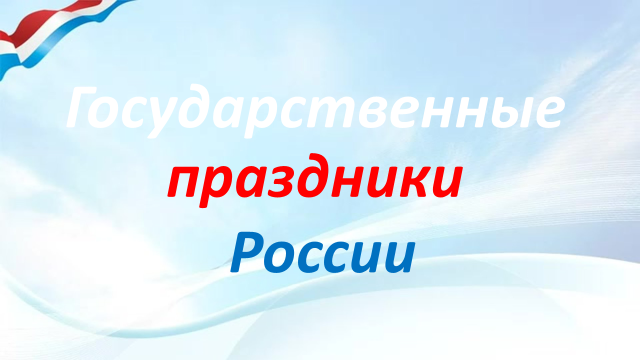 Государственные
праздники
России